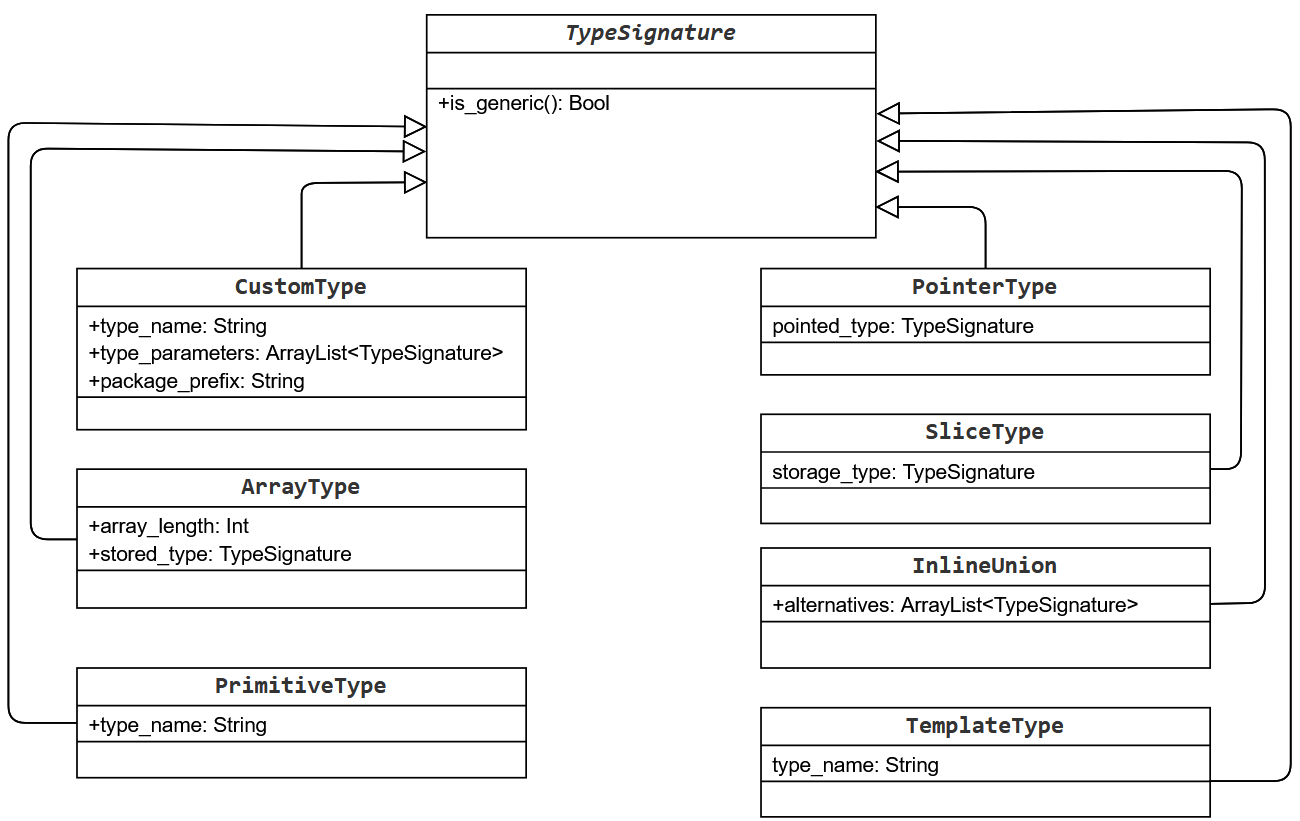 TypeSignature
+is_generic(): Bool
CustomType
+type_name: String
+type_parameters: ArrayList<TypeSignature>
+package_prefix: String
ArrayType
+array_length: Int
+stored_type: TypeSignature
PrimitiveType
+type_name: String
PointerType
pointed_type: TypeSignature
SliceType
storage_type: TypeSignature
InlineUnion
+alternatives: ArrayList<TypeSignature>
TemplateType
type_name: String